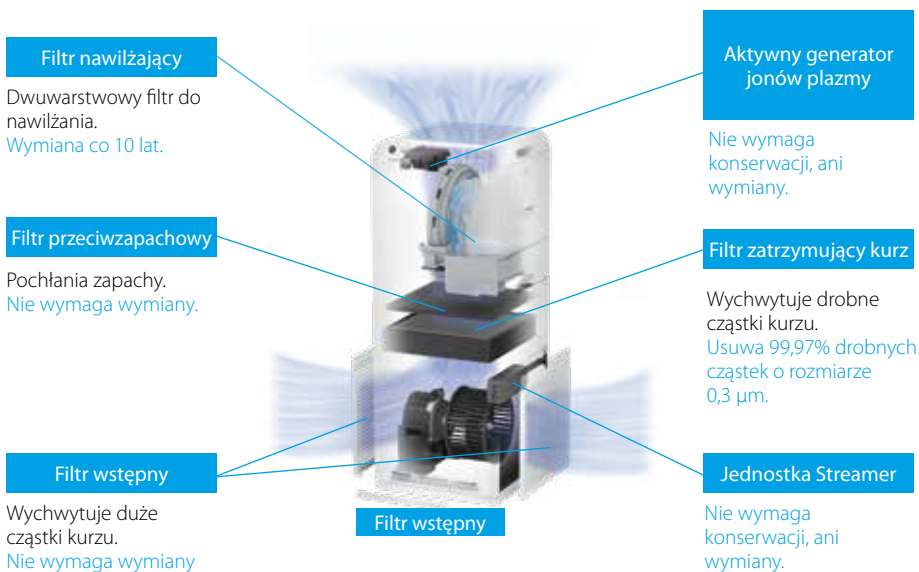 Filtr nawilżający
Dwuwarstwowy filtr do
nawilżania.
Wymiana co 10 lat.
Filtr przeciwzapachowy
Pochłania zapachy.
Nie wymaga wymiany.
Filtr wstępny
Wychwytuje duże
cząstki kurzu.
Nie wymaga wymiany
Filtr wstępny
Aktywny generator
jonów plazmy
Nie wymaga
konserwacji, ani
wymiany.
Filtr zatrzymujący kurz
Wychwytuje drobne
cząstki kurzu.
Usuwa 99,97% drobnych
cząstek o rozmiarze
0,3 µm.
Jednostka Streamer
Nie wymaga
konserwacji, ani
wymiany.